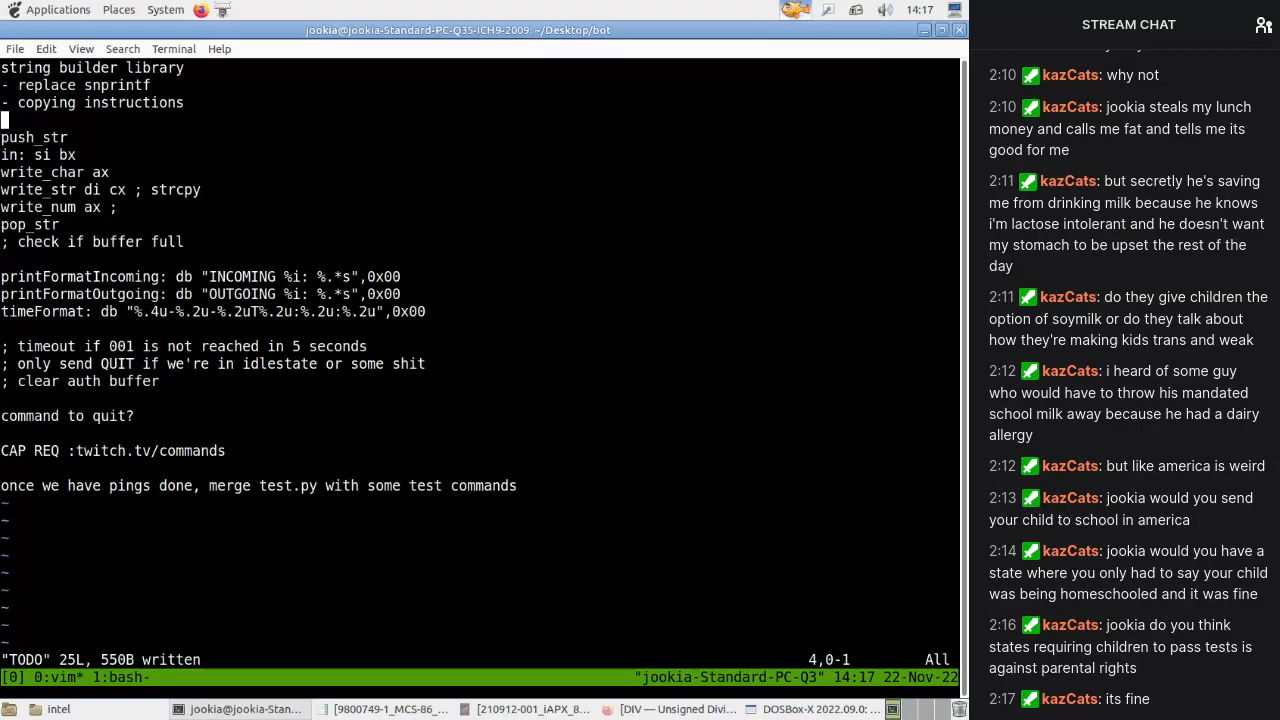 Applications Places System 14:17
jookia@jookia-Standard-PC-Q35-ICH9-2009: ~/Desktop/bot
File Edit View Search Terminal Help
string builder library
- replace snprintf
- copying instructions
push_str
in: si bx
write_char ax
write_str di cx ; strcpy
write_num ax ;
pop_str
; check if buffer full
printFormatIncoming: db "INCOMING %i: %.*s",0x00
printFormatOutgoing: db "OUTGOING %i: %.*s",0x00
timeFormat: db "%.4u-%.2u-%.2uT%.2u:%.2u:%.2u",0x00
; timeout if 001 is not reached in 5 seconds
; only send QUIT if we're in idlestate or some shit
; clear auth buffer
command to quit?
CAP REQ :twitch.tv/commands
once we have pings done, merge test.py with some test commands
~
~
~
~
~
~
~
~
~
"TODO" 25L, 550B written 4,0-1 All
[0] 0:vim* 1:bash- "jookia-Standard-PC-Q3" 14:17 22-Nov-22
intel jookia@jookia-Stan... [9800749-1_MCS-86_... [210912-001_iAPX_8... [DIV — Unsigned Divi... DOSBox-X 2022.09.0: ...
STREAM CHAT
2:10 kazCats: why not
2:10 kazCats: jookia steals my lunch
money and calls me fat and tells me its
good for me
2:11 kazCats: but secretly he's saving
me from drinking milk because he knows
i'm lactose intolerant and he doesn't want
my stomach to be upset the rest of the
day
2:11 kazCats: do they give children the
option of soymilk or do they talk about
how they're making kids trans and weak
2:12 kazCats: i heard of some guy
who would have to throw his mandated
school milk away because he had a dairy
allergy
2:12 kazCats: but like america is weird
2:13 kazCats: jookia would you send
your child to school in america
2:14 kazCats: jookia would you have a
state where you only had to say your child
was being homeschooled and it was fine
2:16 kazCats: jookia do you think
states requiring children to pass tests is
against parental rights
2:17 kazCats: its fine